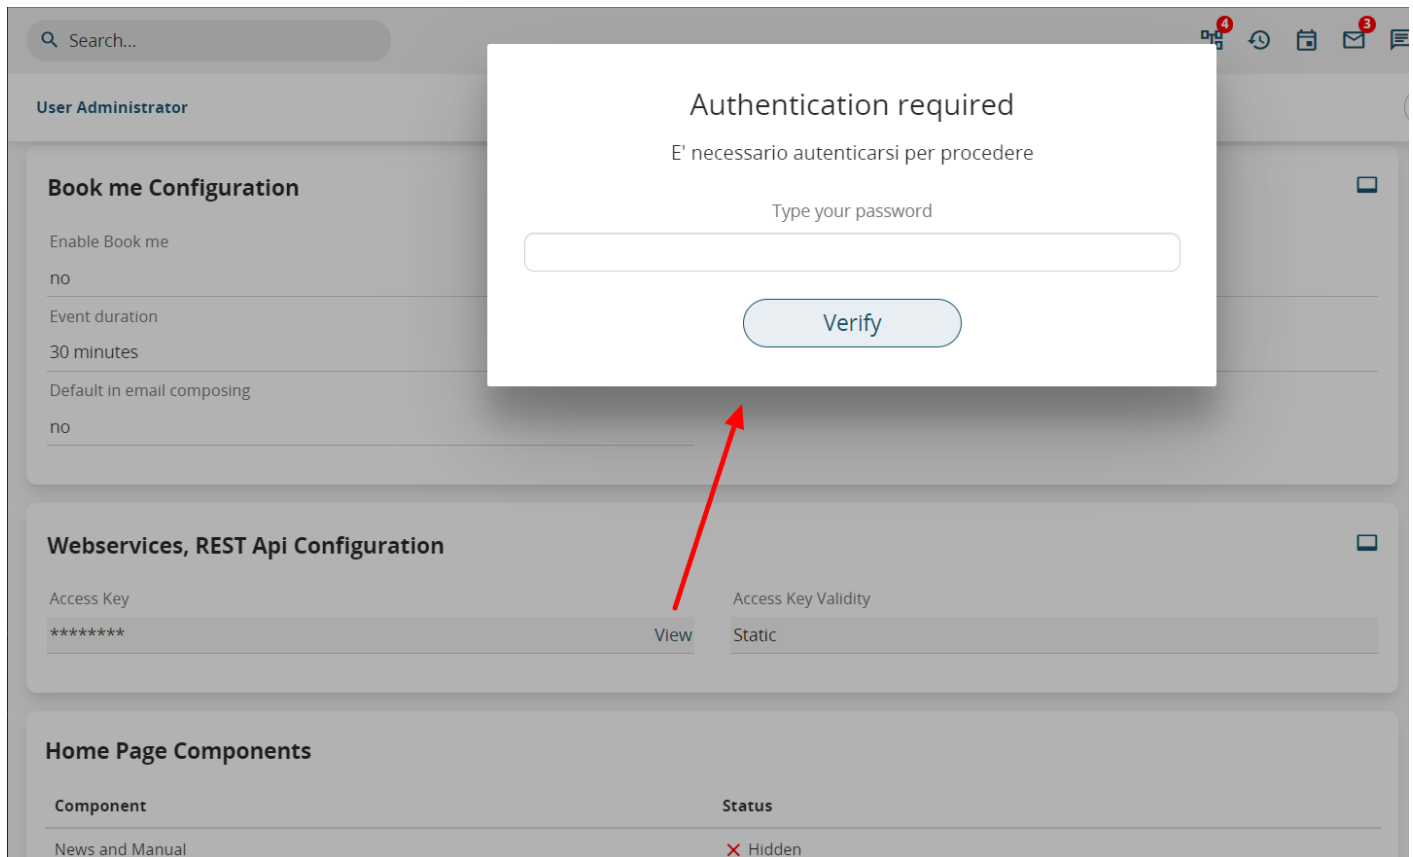 Search...
4
3
User Administrator
Authentication required
E' necessario autenticarsi per procedere
Type your password
Verify
Book me Configuration
Enable Book me
no
Event duration
30 minutes
Default in email composing
no
Webservices, REST Api Configuration
Access Key
Access Key Validity
******** View
Static
Home Page Components
Component Status
News and Manual Hidden